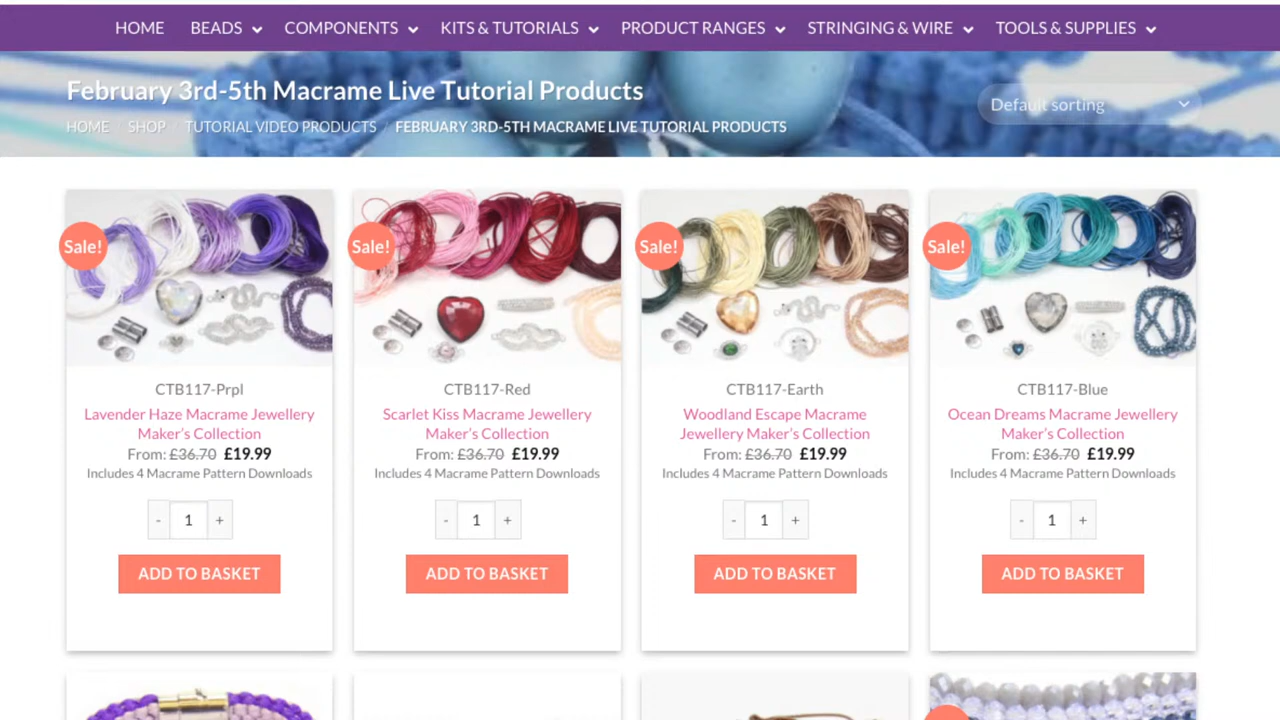 HOME BEADS COMPONENTS KITS & TUTORIALS PRODUCT RANGES STRINGING & WIRE TOOLS & SUPPLIES
February 3rd-5th Macrame Live Tutorial Products
Default sorting
HOME / SHOP / TUTORIAL VIDEO PRODUCTS / FEBRUARY 3RD-5TH MACRAME LIVE TUTORIAL PRODUCTS
Sale! Sale! Sale! Sale!
CTB117-Prpl
Lavender Haze Macrame Jewellery
Maker's Collection
From: £36.70 £19.99
Includes 4 Macrame Pattern Downloads
- 1 +
ADD TO BASKET
CTB117-Red
Scarlet Kiss Macrame Jewellery
Maker's Collection
From: £36.70 £19.99
Includes 4 Macrame Pattern Downloads
- 1 +
ADD TO BASKET
CTB117-Earth
Woodland Escape Macrame
Jewellery Maker's Collection
From: £36.70 £19.99
Includes 4 Macrame Pattern Downloads
- 1 +
ADD TO BASKET
CTB117-Blue
Ocean Dreams Macrame Jewellery
Maker's Collection
From: £36.70 £19.99
Includes 4 Macrame Pattern Downloads
- 1 +
ADD TO BASKET